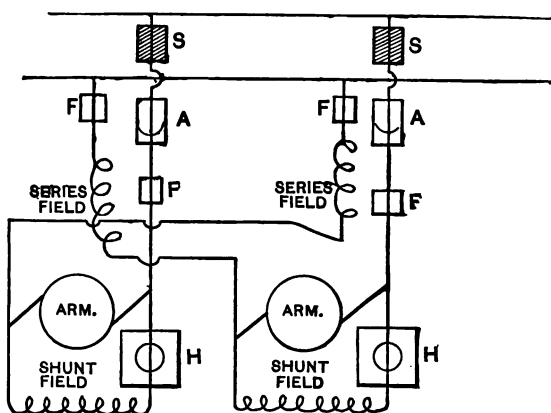 S
S
F
A
F
A
SERIES
FIELD
P
SERIES
FIELD
F
ARM.
ARM.
SHUNT
FIELD
H
SHUNT
FIELD
H